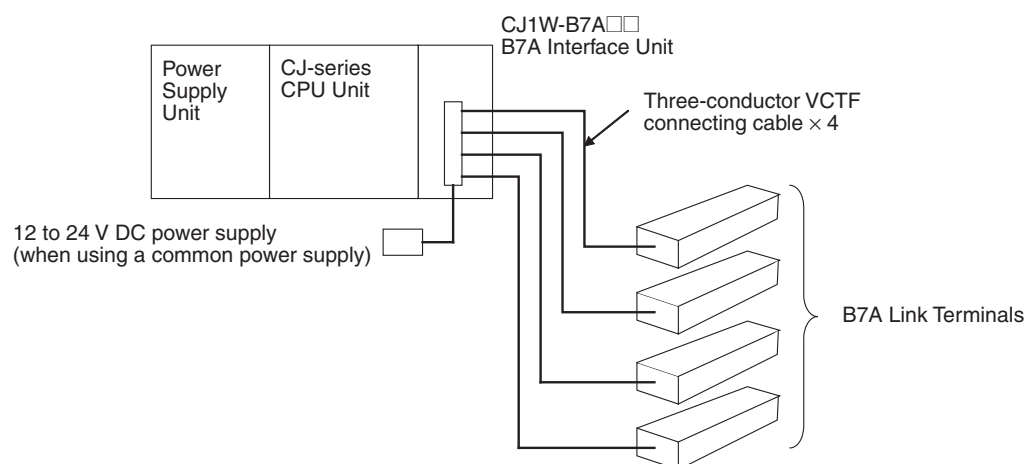 CJ1W-B7A□□
B7A Interface Unit
Power
Supply
Unit
CJ-series
CPU Unit
Three-conductor VCTF
connecting cable × 4
12 to 24 V DC power supply
(when using a common power supply)
B7A Link Terminals